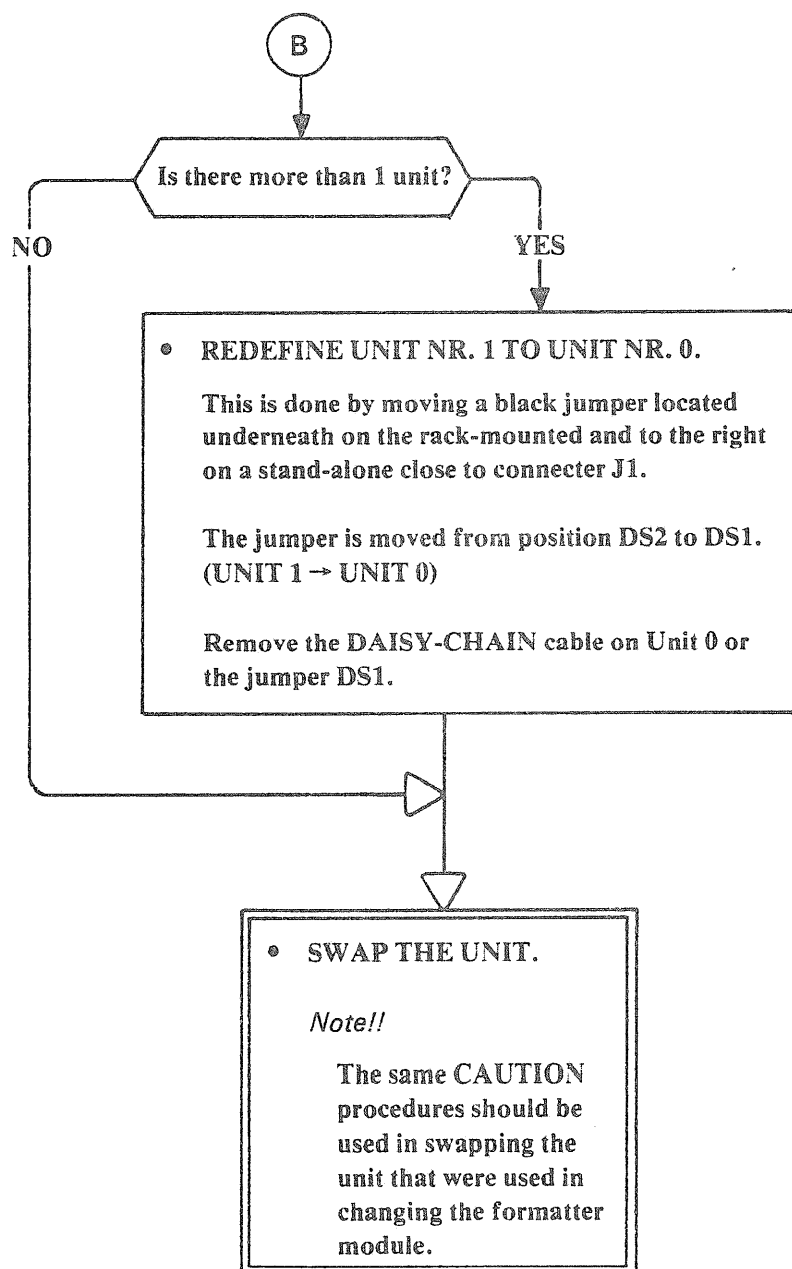 B
Is there more than 1 unit?
NO
YES
• REDEFINE UNIT NR. 1 TO UNIT NR. 0.
This is done by moving a black jumper located
underneath on the rack-mounted and to the right
on a stand-alone close to connecter J1.
The jumper is moved from position DS2 to DS1.
(UNIT 1 → UNIT 0)
Remove the DAISY-CHAIN cable on Unit 0 or
the jumper DS1.
• SWAP THE UNIT.
Note!!
The same CAUTION
procedures should be
used in swapping the
unit that were used in
changing the formatter
module.